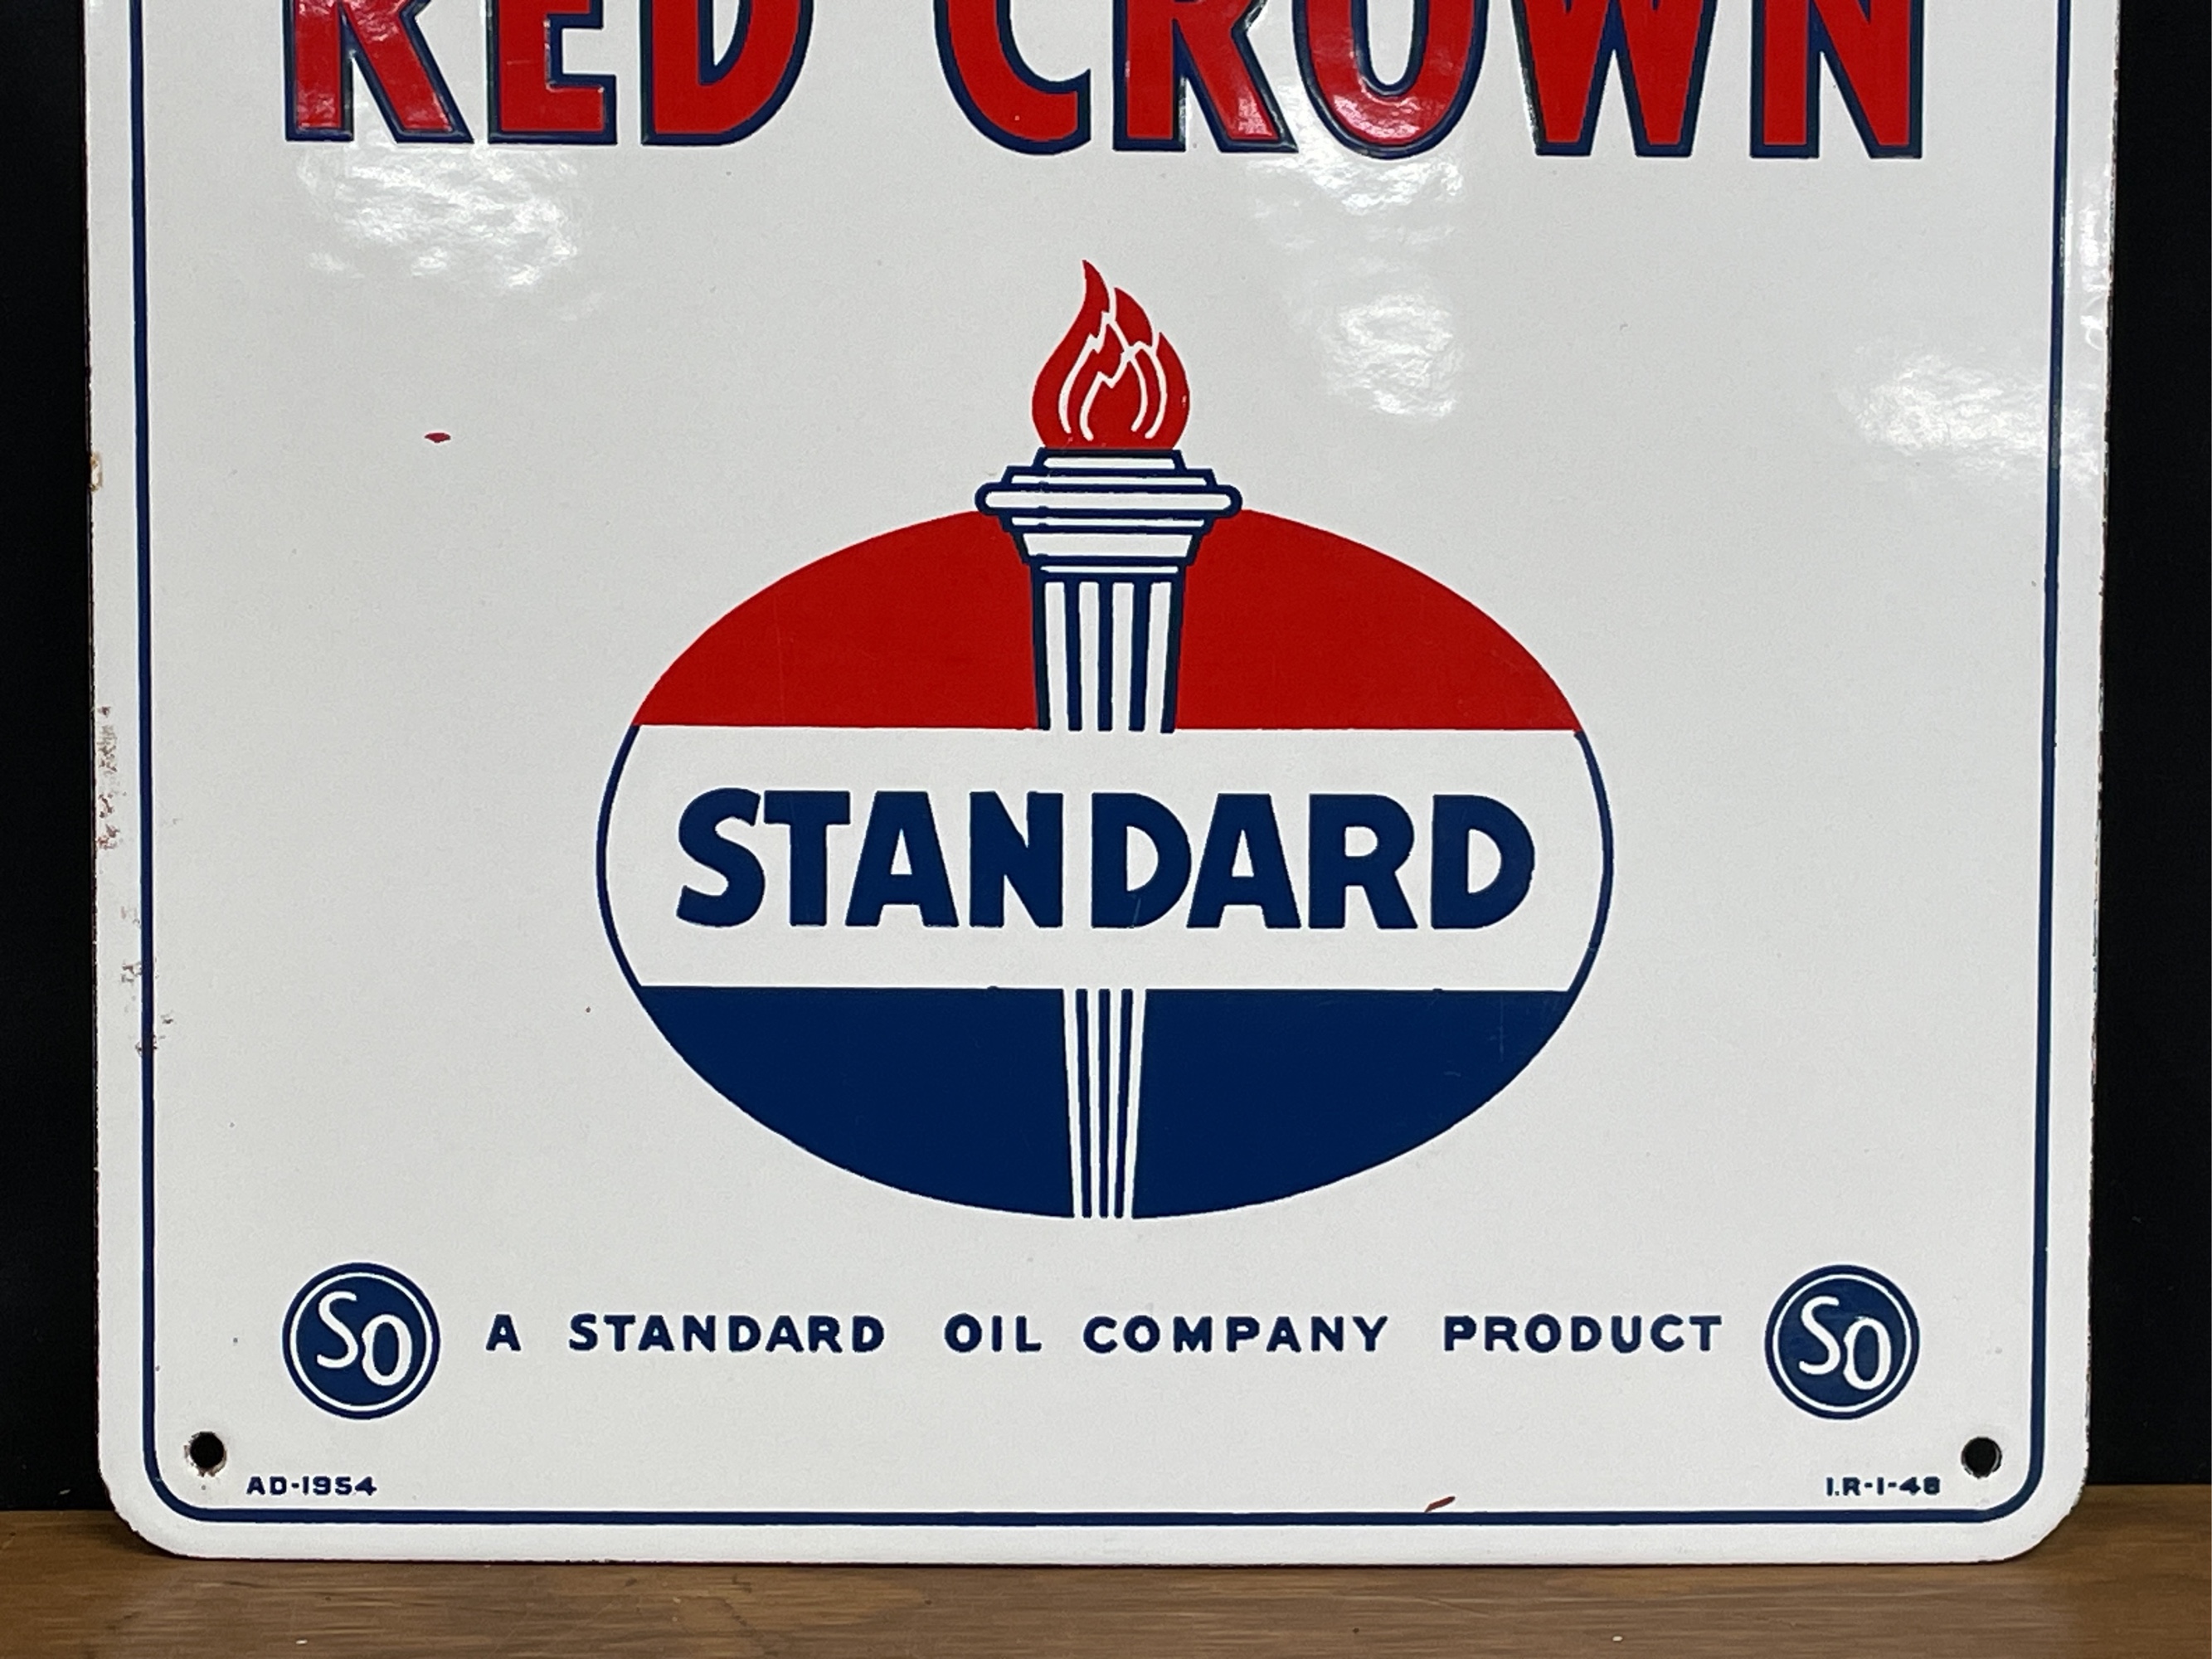 RED CROWN
STANDARD
SO A STANDARD OIL COMPANY PRODUCT SO
AD-1954 I.R-1-48